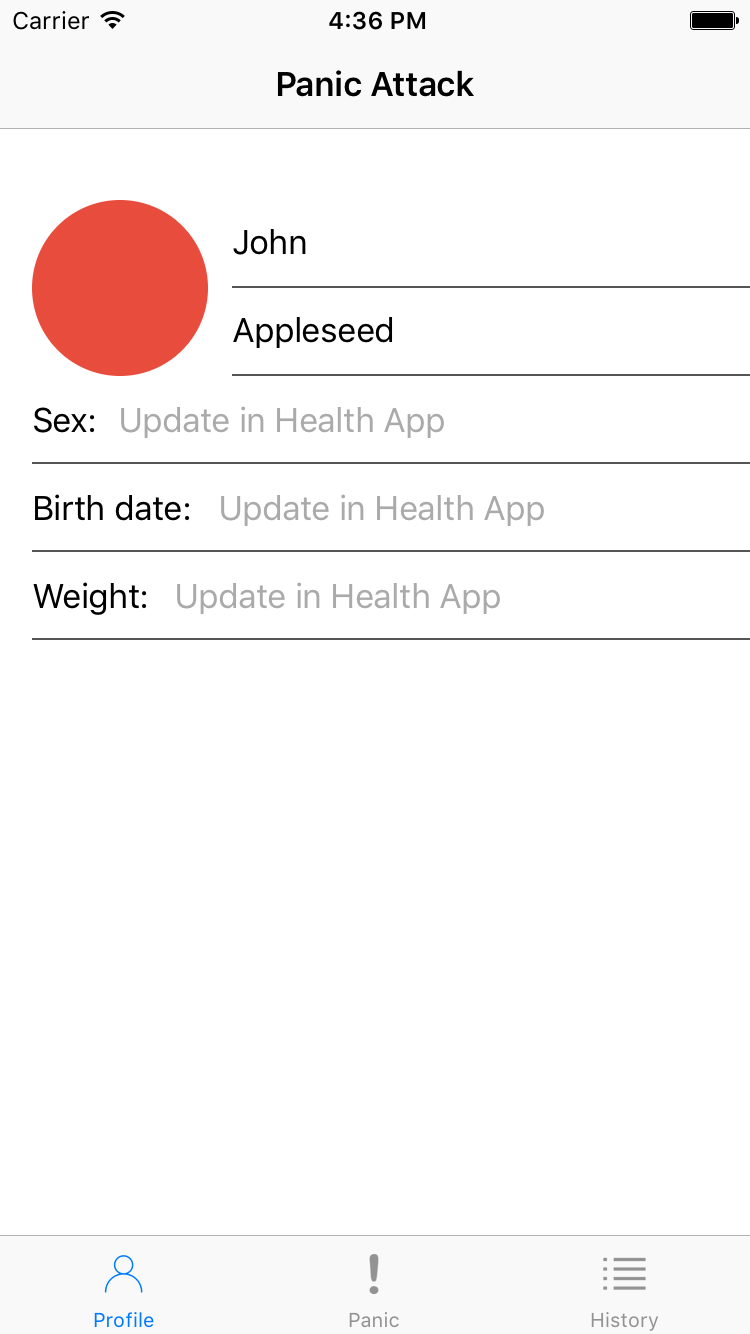 Carrier 4:36 PM
Panic Attack
John
Appleseed
Sex: Update in Health App
Birth date: Update in Health App
Weight: Update in Health App
Profile Panic History